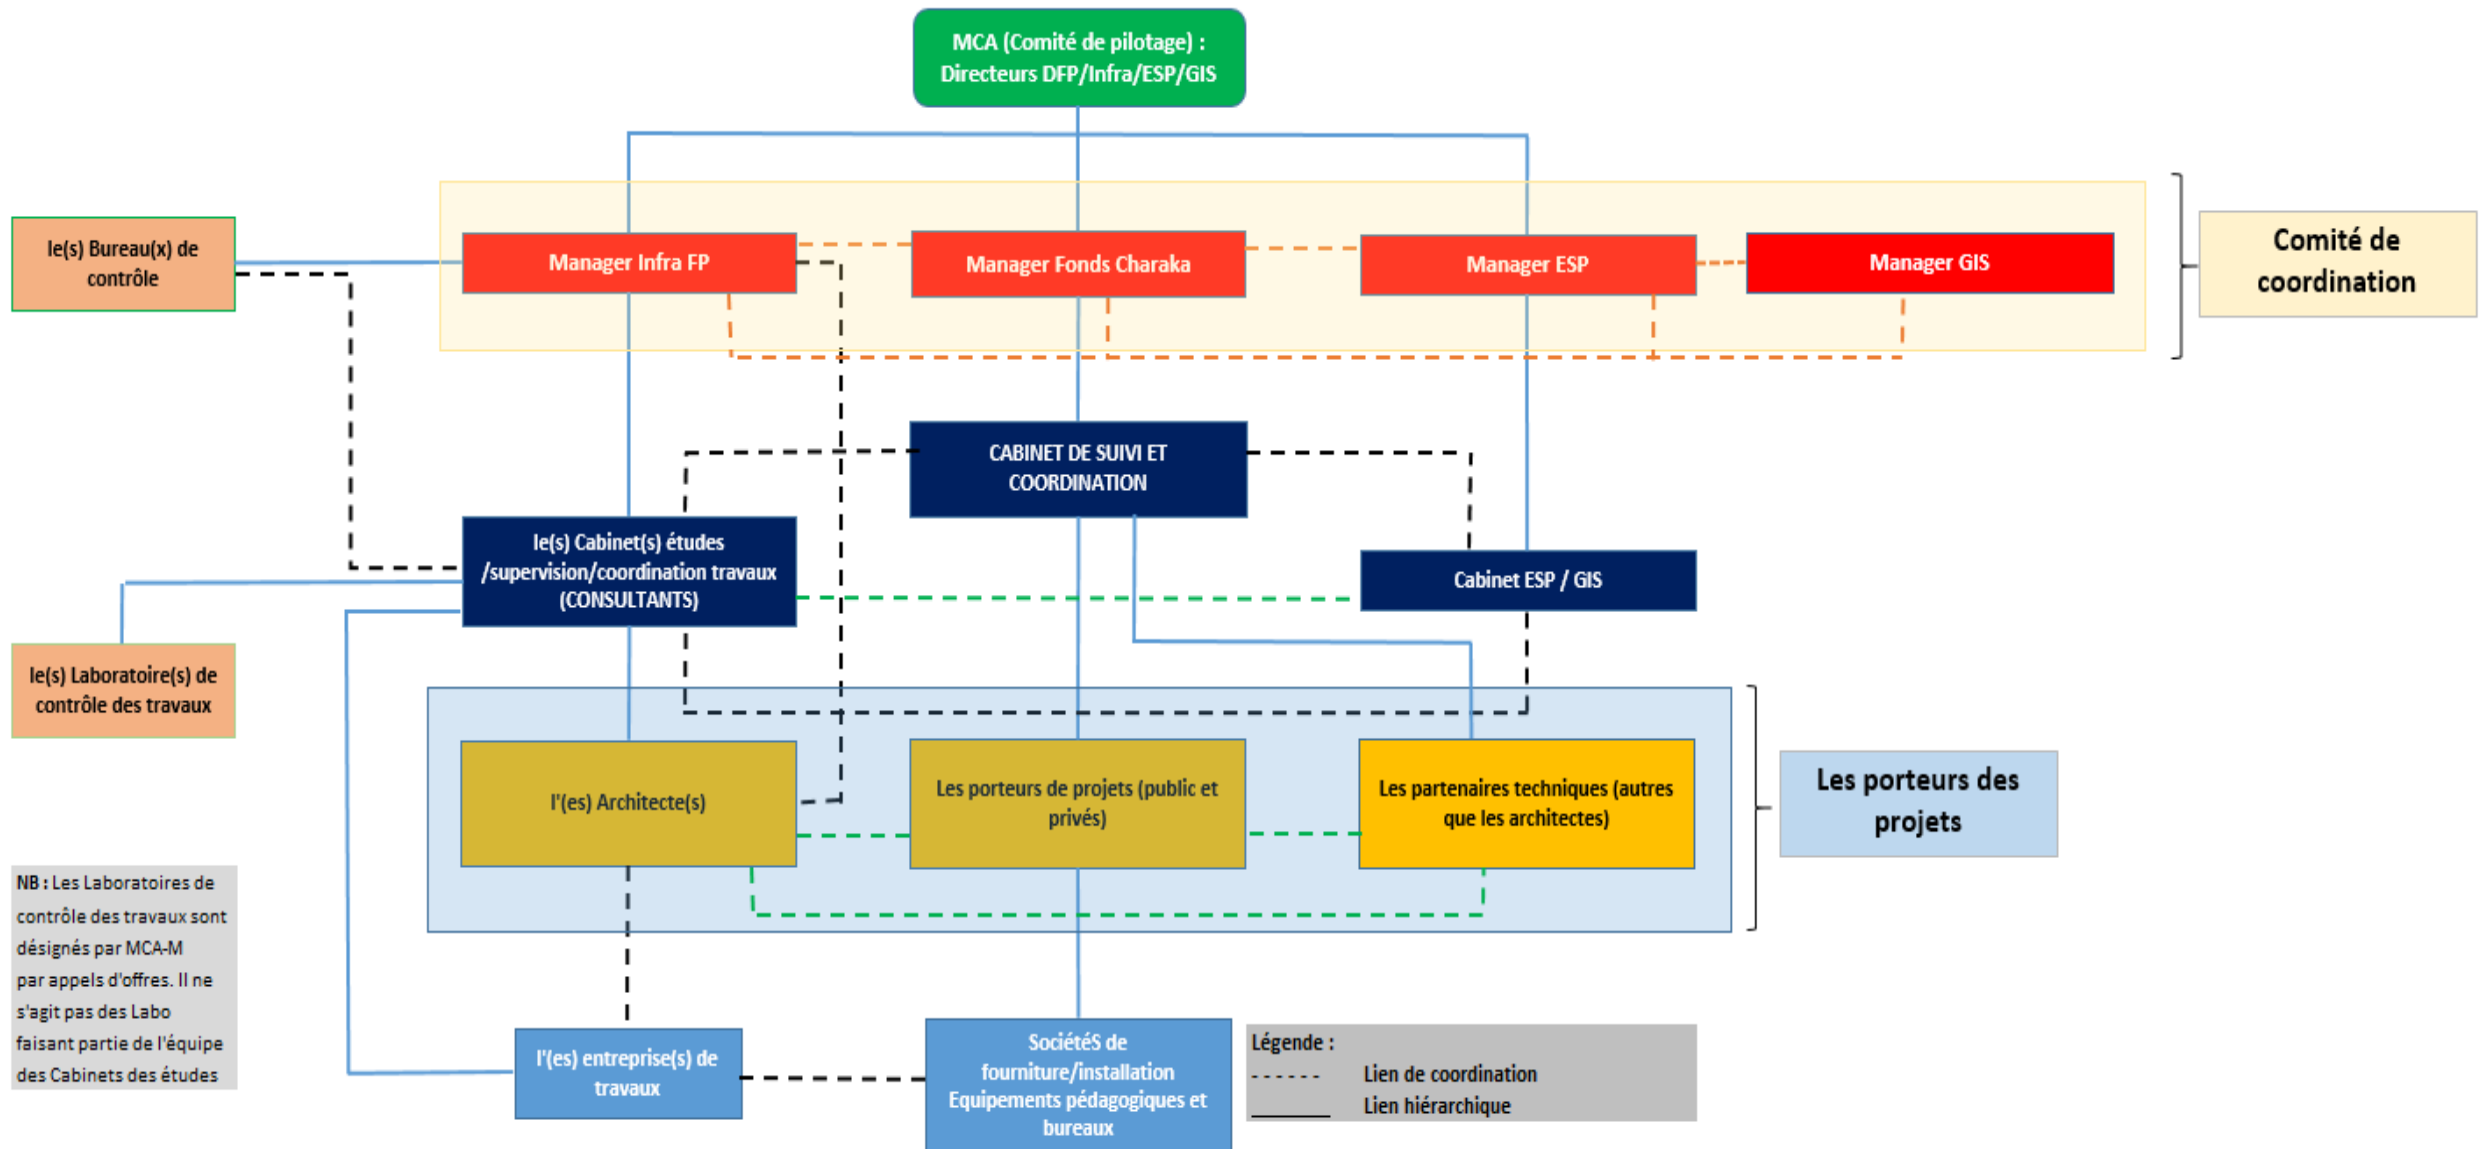 MCA (Comité de pilotage) :
Directeurs DFP/Infra/ESP/GIS
le(s) Bureau(x) de
contrôle
Manager Infra FP
Manager Fonds Charaka
Manager ESP
Manager GIS
Comité de
coordination
CABINET DE SUIVI ET
COORDINATION
le(s) Cabinet(s) études
/supervision/coordination travaux
(CONSULTANTS)
Cabinet ESP / GIS
le(s) Laboratoire(s) de
contrôle des travaux
l'(es) Architecte(s)
Les porteurs de projets (public et
privés)
Les partenaires techniques (autres
que les architectes)
Les porteurs des
projets
NB : Les Laboratoires de
contrôle des travaux sont
désignés par MCA-M
par appels d'offres. Il ne
s'agit pas des Labo
faisant partie de l'équipe
des Cabinets des études
l'(es) entreprise(s) de
travaux
SociétéS de
fourniture/installation
Equipements pédagogiques et
bureaux
Légende :
Lien de coordination
Lien hiérarchique